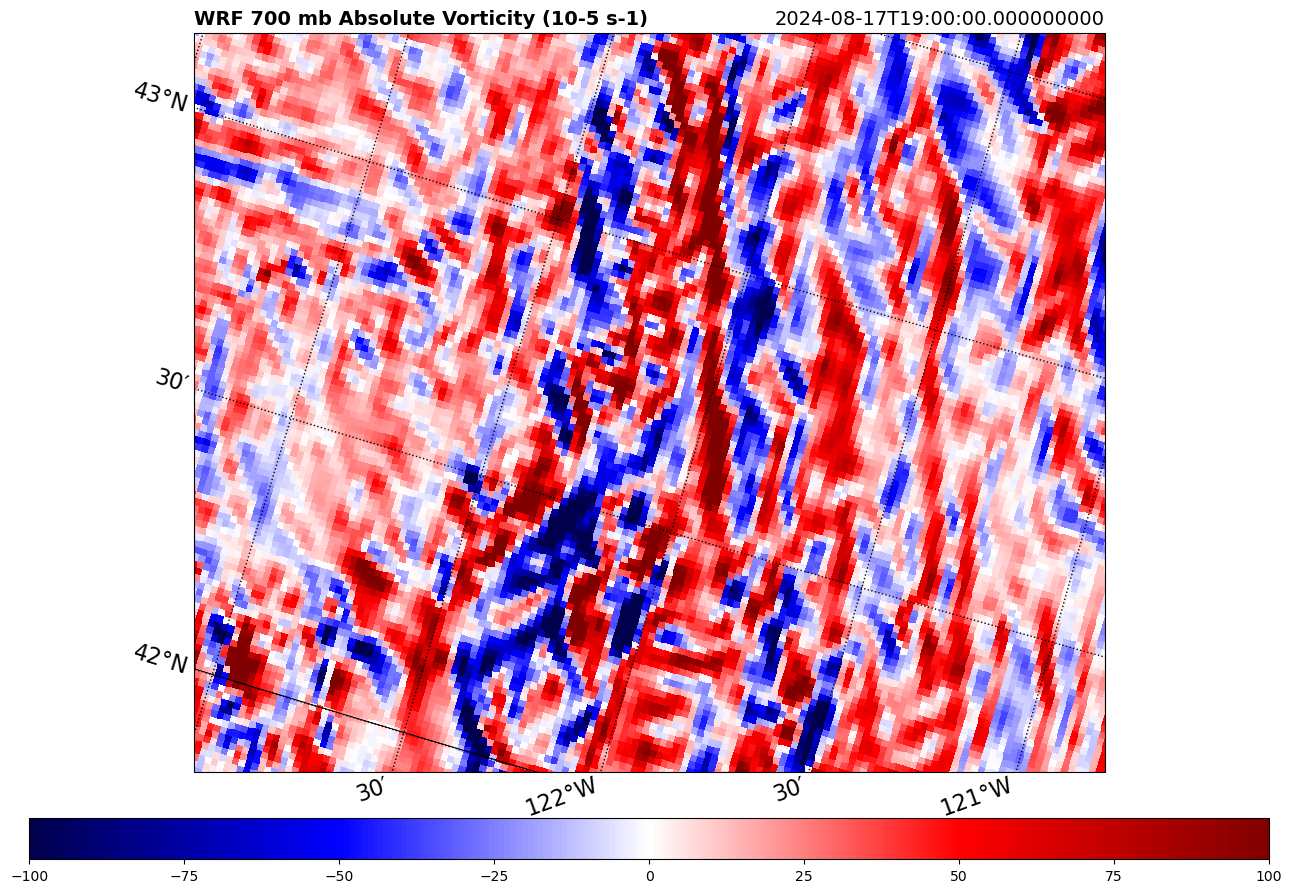 WRF 700 mb Absolute Vorticity (10-5 s-1) 2024-08-17T19:00:00.000000000
43°N
30′
42°N
30′ 122°W 30′ 121°W
−100 −75 −50 −25 0 25 50 75 100